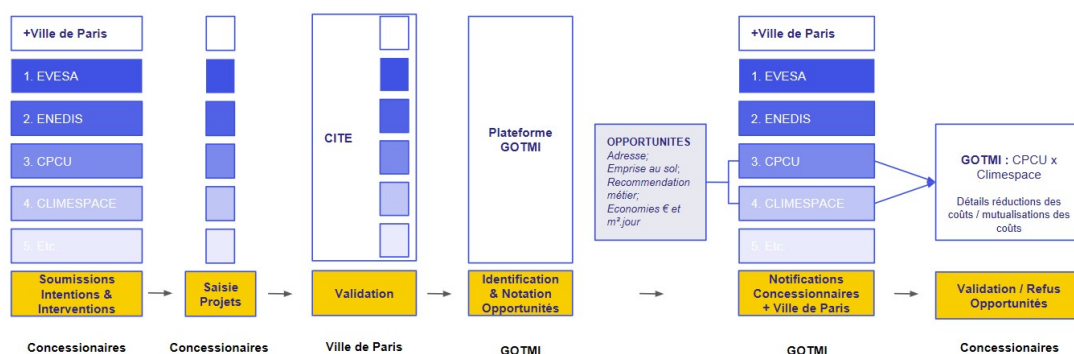 +Ville de Paris
1. EVESA
2. ENEDIS
3. CPCU
4. CLIMESPACE
5. Etc
Soumissions
Intentions &
Interventions
Concessionaires
Saisie
Projets
Concessionaires
CITE
Validation
Ville de Paris
Plateforme
GOTMI
Identification
& Notation
Opportunités
GOTMI
OPPORTUNITES
Adresse;
Emprise au sol;
Recommendation
métier;
Economies € et
m².jour
+Ville de Paris
1. EVESA
2. ENEDIS
3. CPCU
4. CLIMESPACE
5. Etc
Notifications
Concessionnaires
+ Ville de Paris
GOTMI
GOTMI : CPCU x
Climespace
Détails réductions des
coûts / mutualisations des
coûts
Validation / Refus
Opportunités
Concessionaires